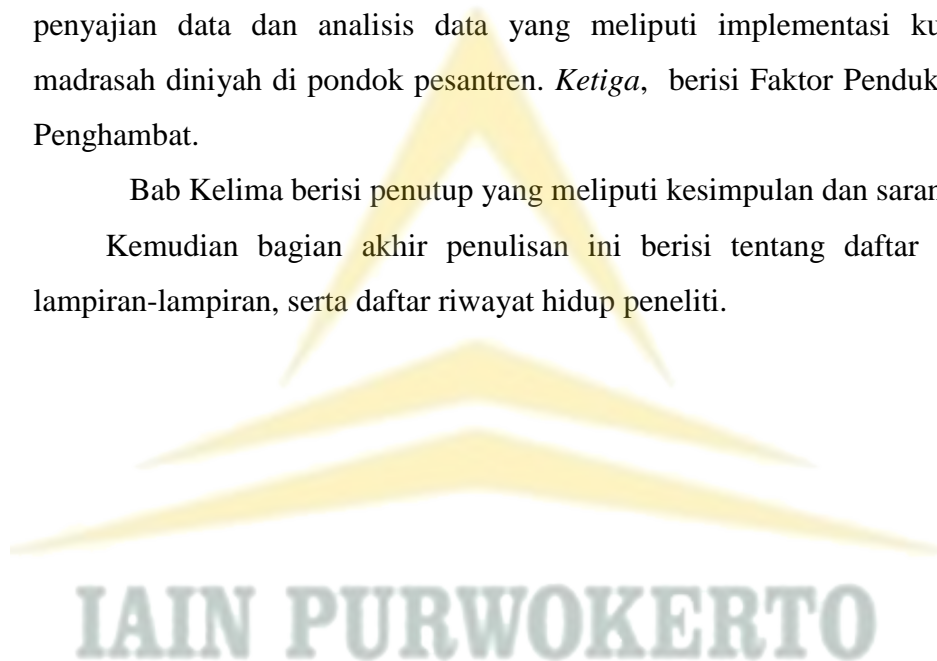 penyajian data dan analisis data yang meliputi implementasi
madrasah diniyah di pondok pesantren. Ketiga, berisi Faktor
Penghambat.
Bab Kelima berisi penutup yang meliputi kesimpulan dan saran
Kemudian bagian akhir penulisan ini berisi tentang daftar
lampiran-lampiran, serta daftar riwayat hidup peneliti.
IAIN PURWOKERTO